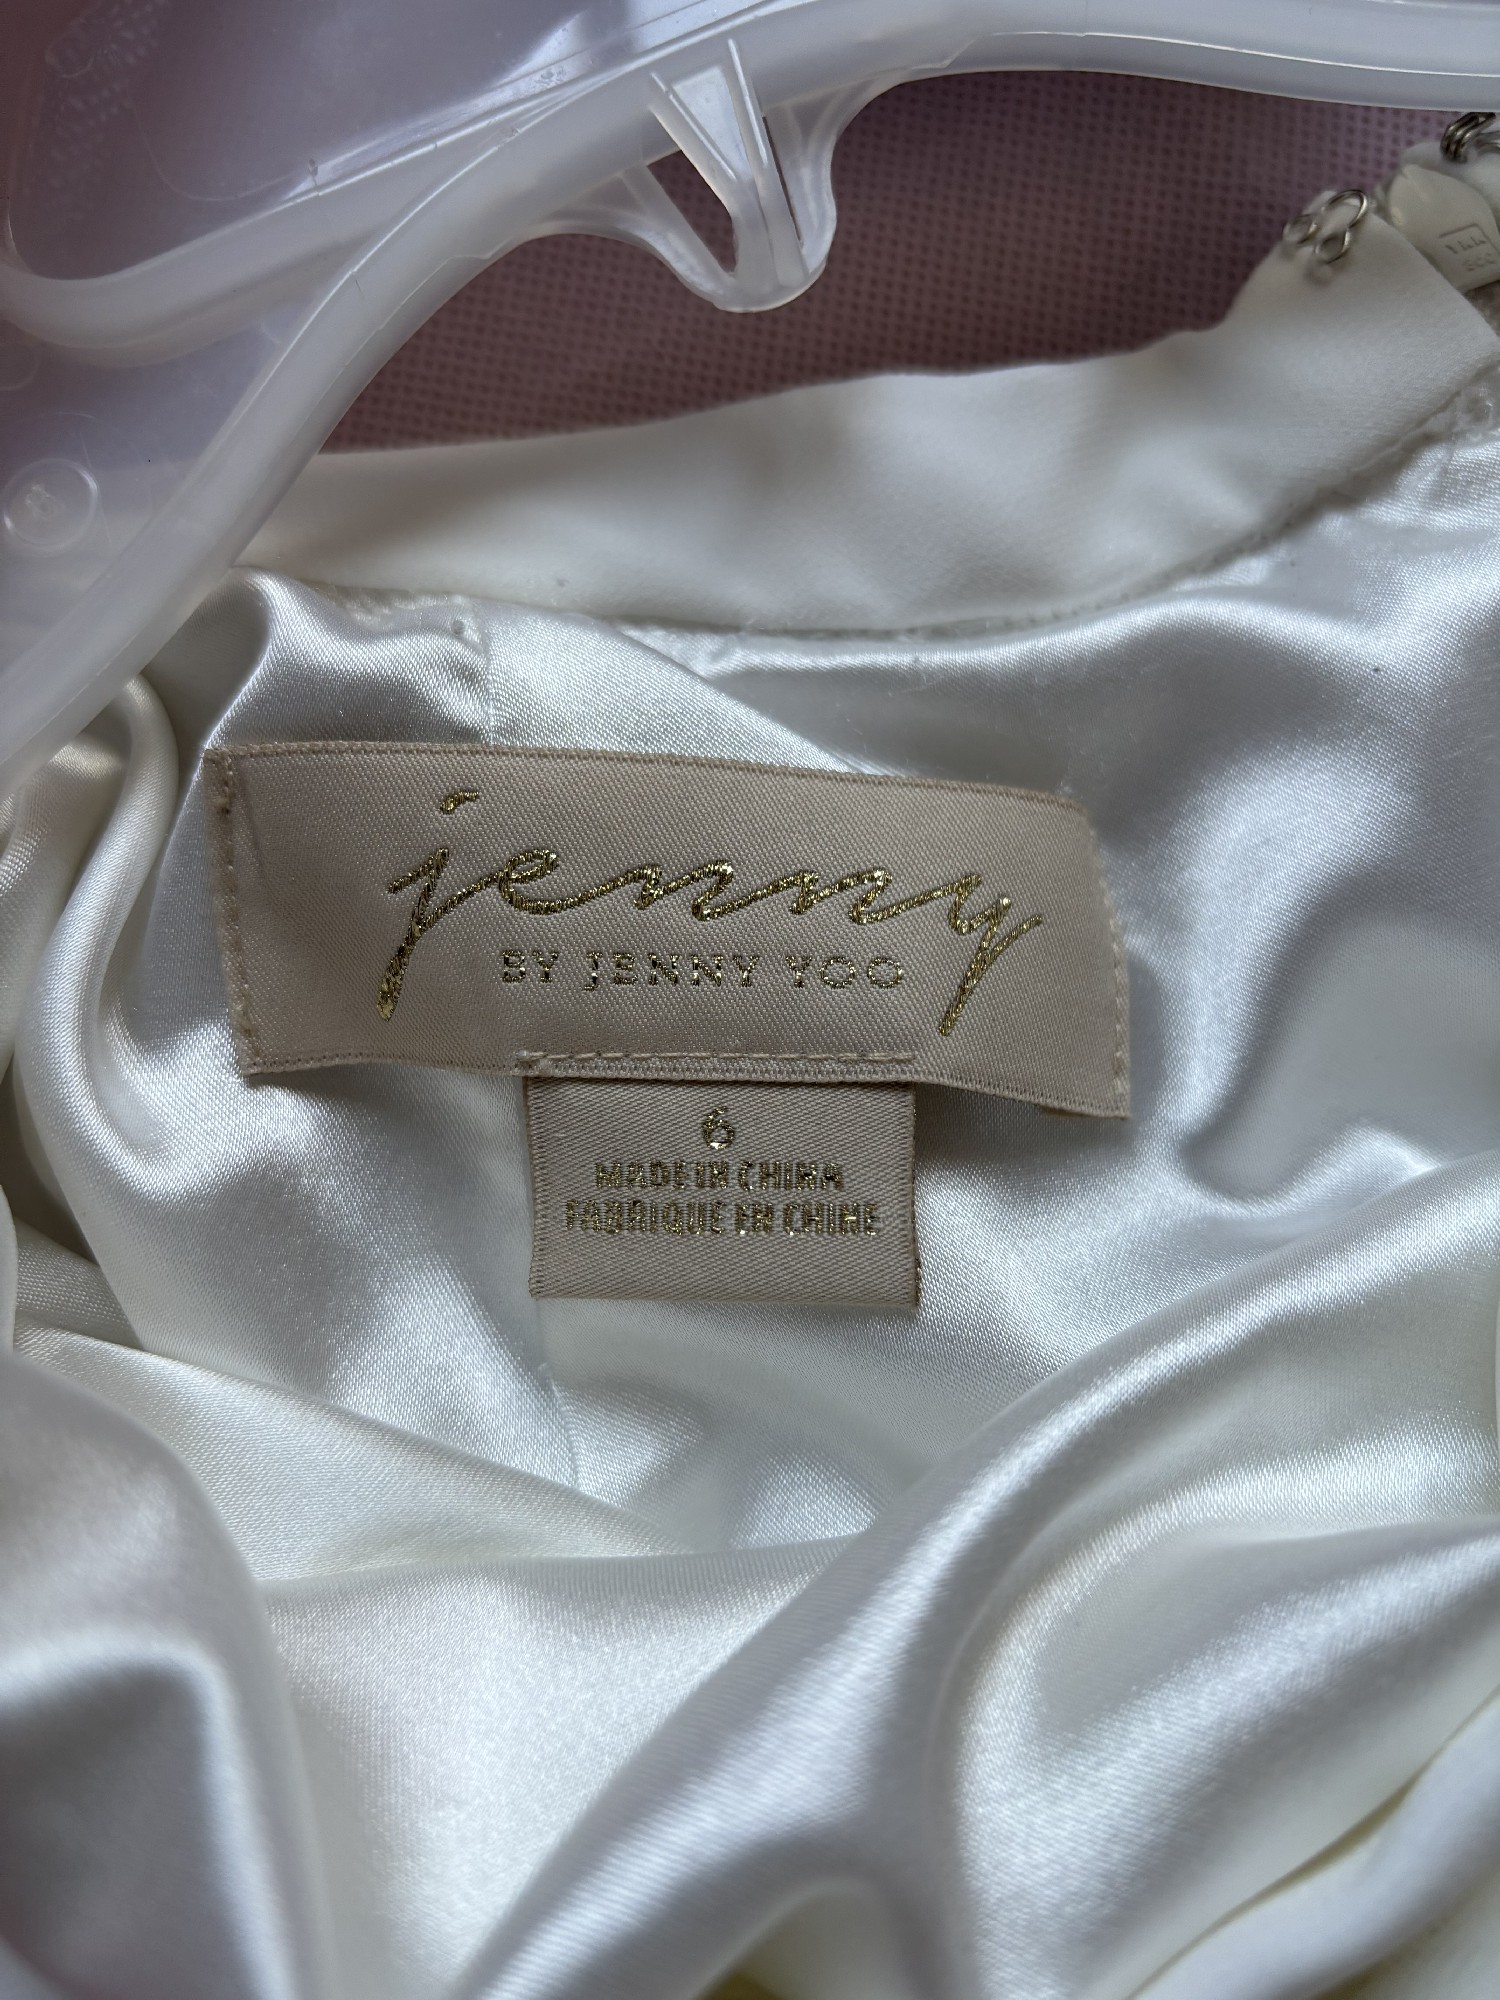 jenny
BY JENNY YOO
6
MADE IN CHINA
FABRIQUE EN CHINE